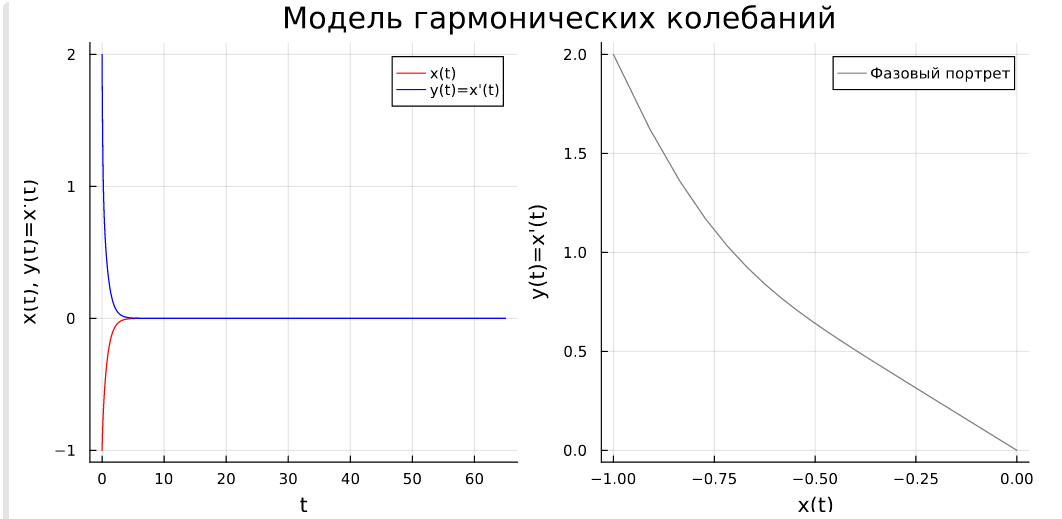 Модель гармонических колебаний
x(t), y(t)=x'(t)
2
1
0
−1
x(t)
y(t)=x'(t)
0 10 20 30 40 50 60
t
y(t)=x'(t)
2.0
1.5
1.0
0.5
0.0
Фазовый портрет
−1.00 −0.75 −0.50 −0.25 0.00
x(t)